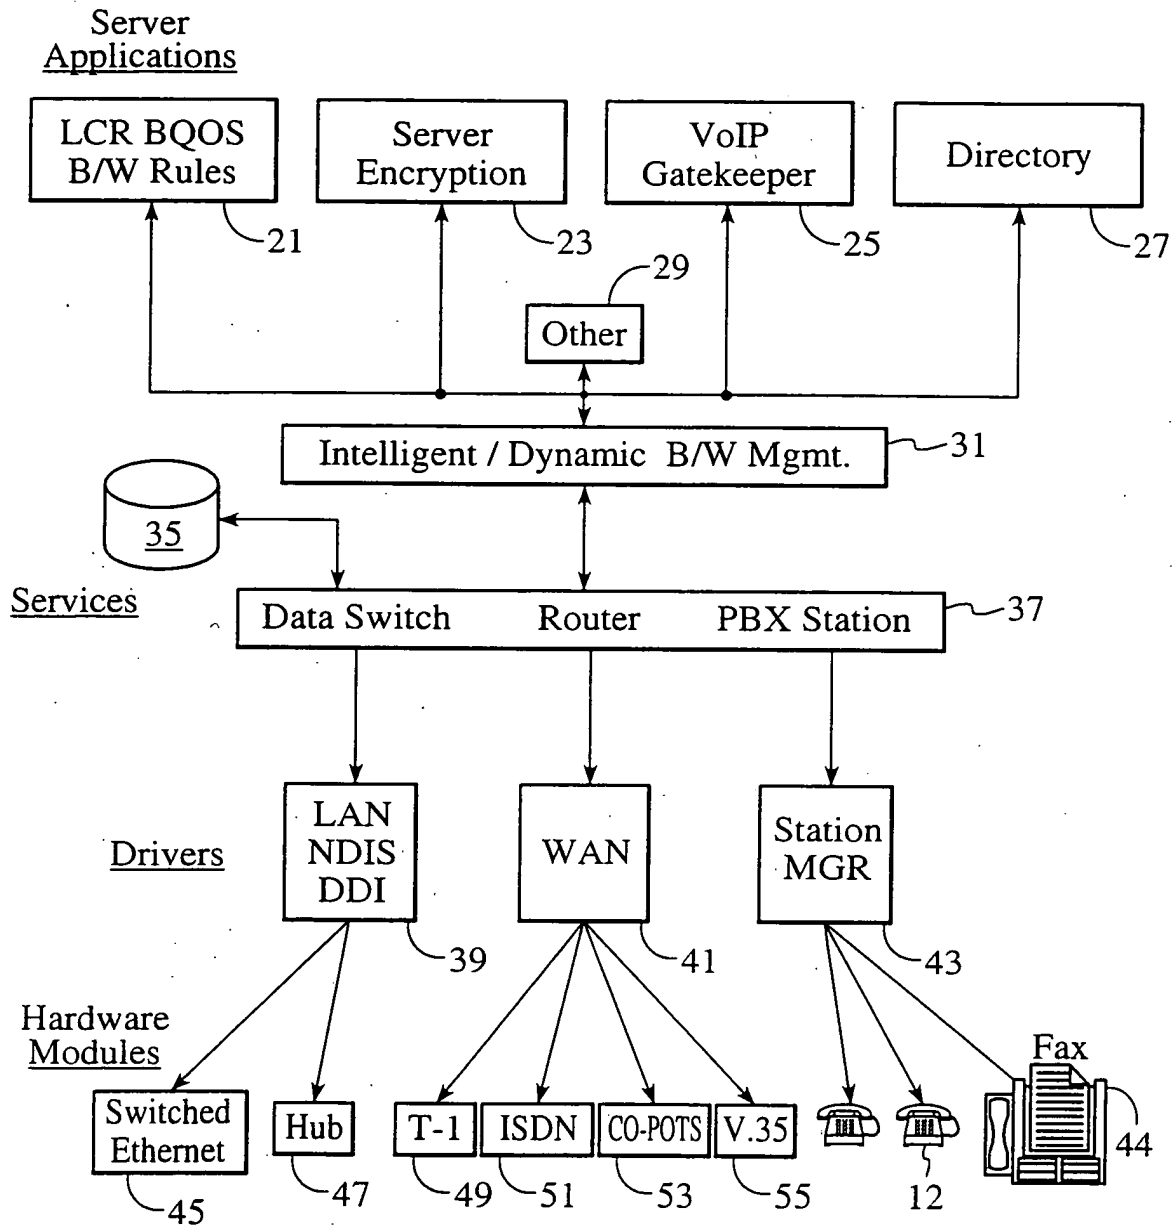 Server
Applications
LCR BQOS
B/W Rules
Server
Encryption
VoIP
Gatekeeper
Directory
21
23
25
27
29
Other
Intelligent / Dynamic B/W Mgmt.
31
35
Services
Data Switch Router PBX Station
37
Drivers
LAN
NDIS
DDI
WAN
Station
MGR
39
41
43
Hardware
Modules
Fax
Switched
Ethernet
Hub
T-1
ISDN
CO-POTS
V.35
44
45
47
49
51
53
55
12